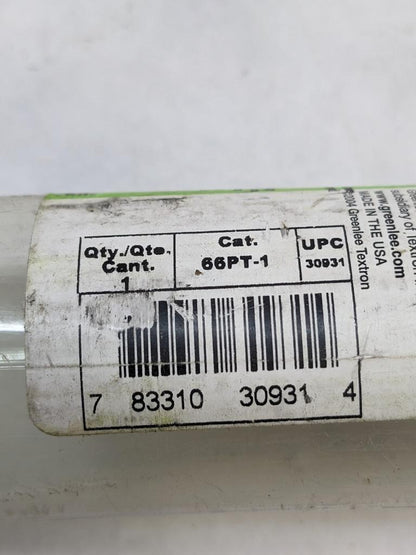 Qty./Qte.
Cant.
1
Cat.
66PT-1
UPC
30931
7 83310 30931 4
subsidiary of Textron
www.greenlee.com
MADE IN THE USA
©2004 Greenlee Textron